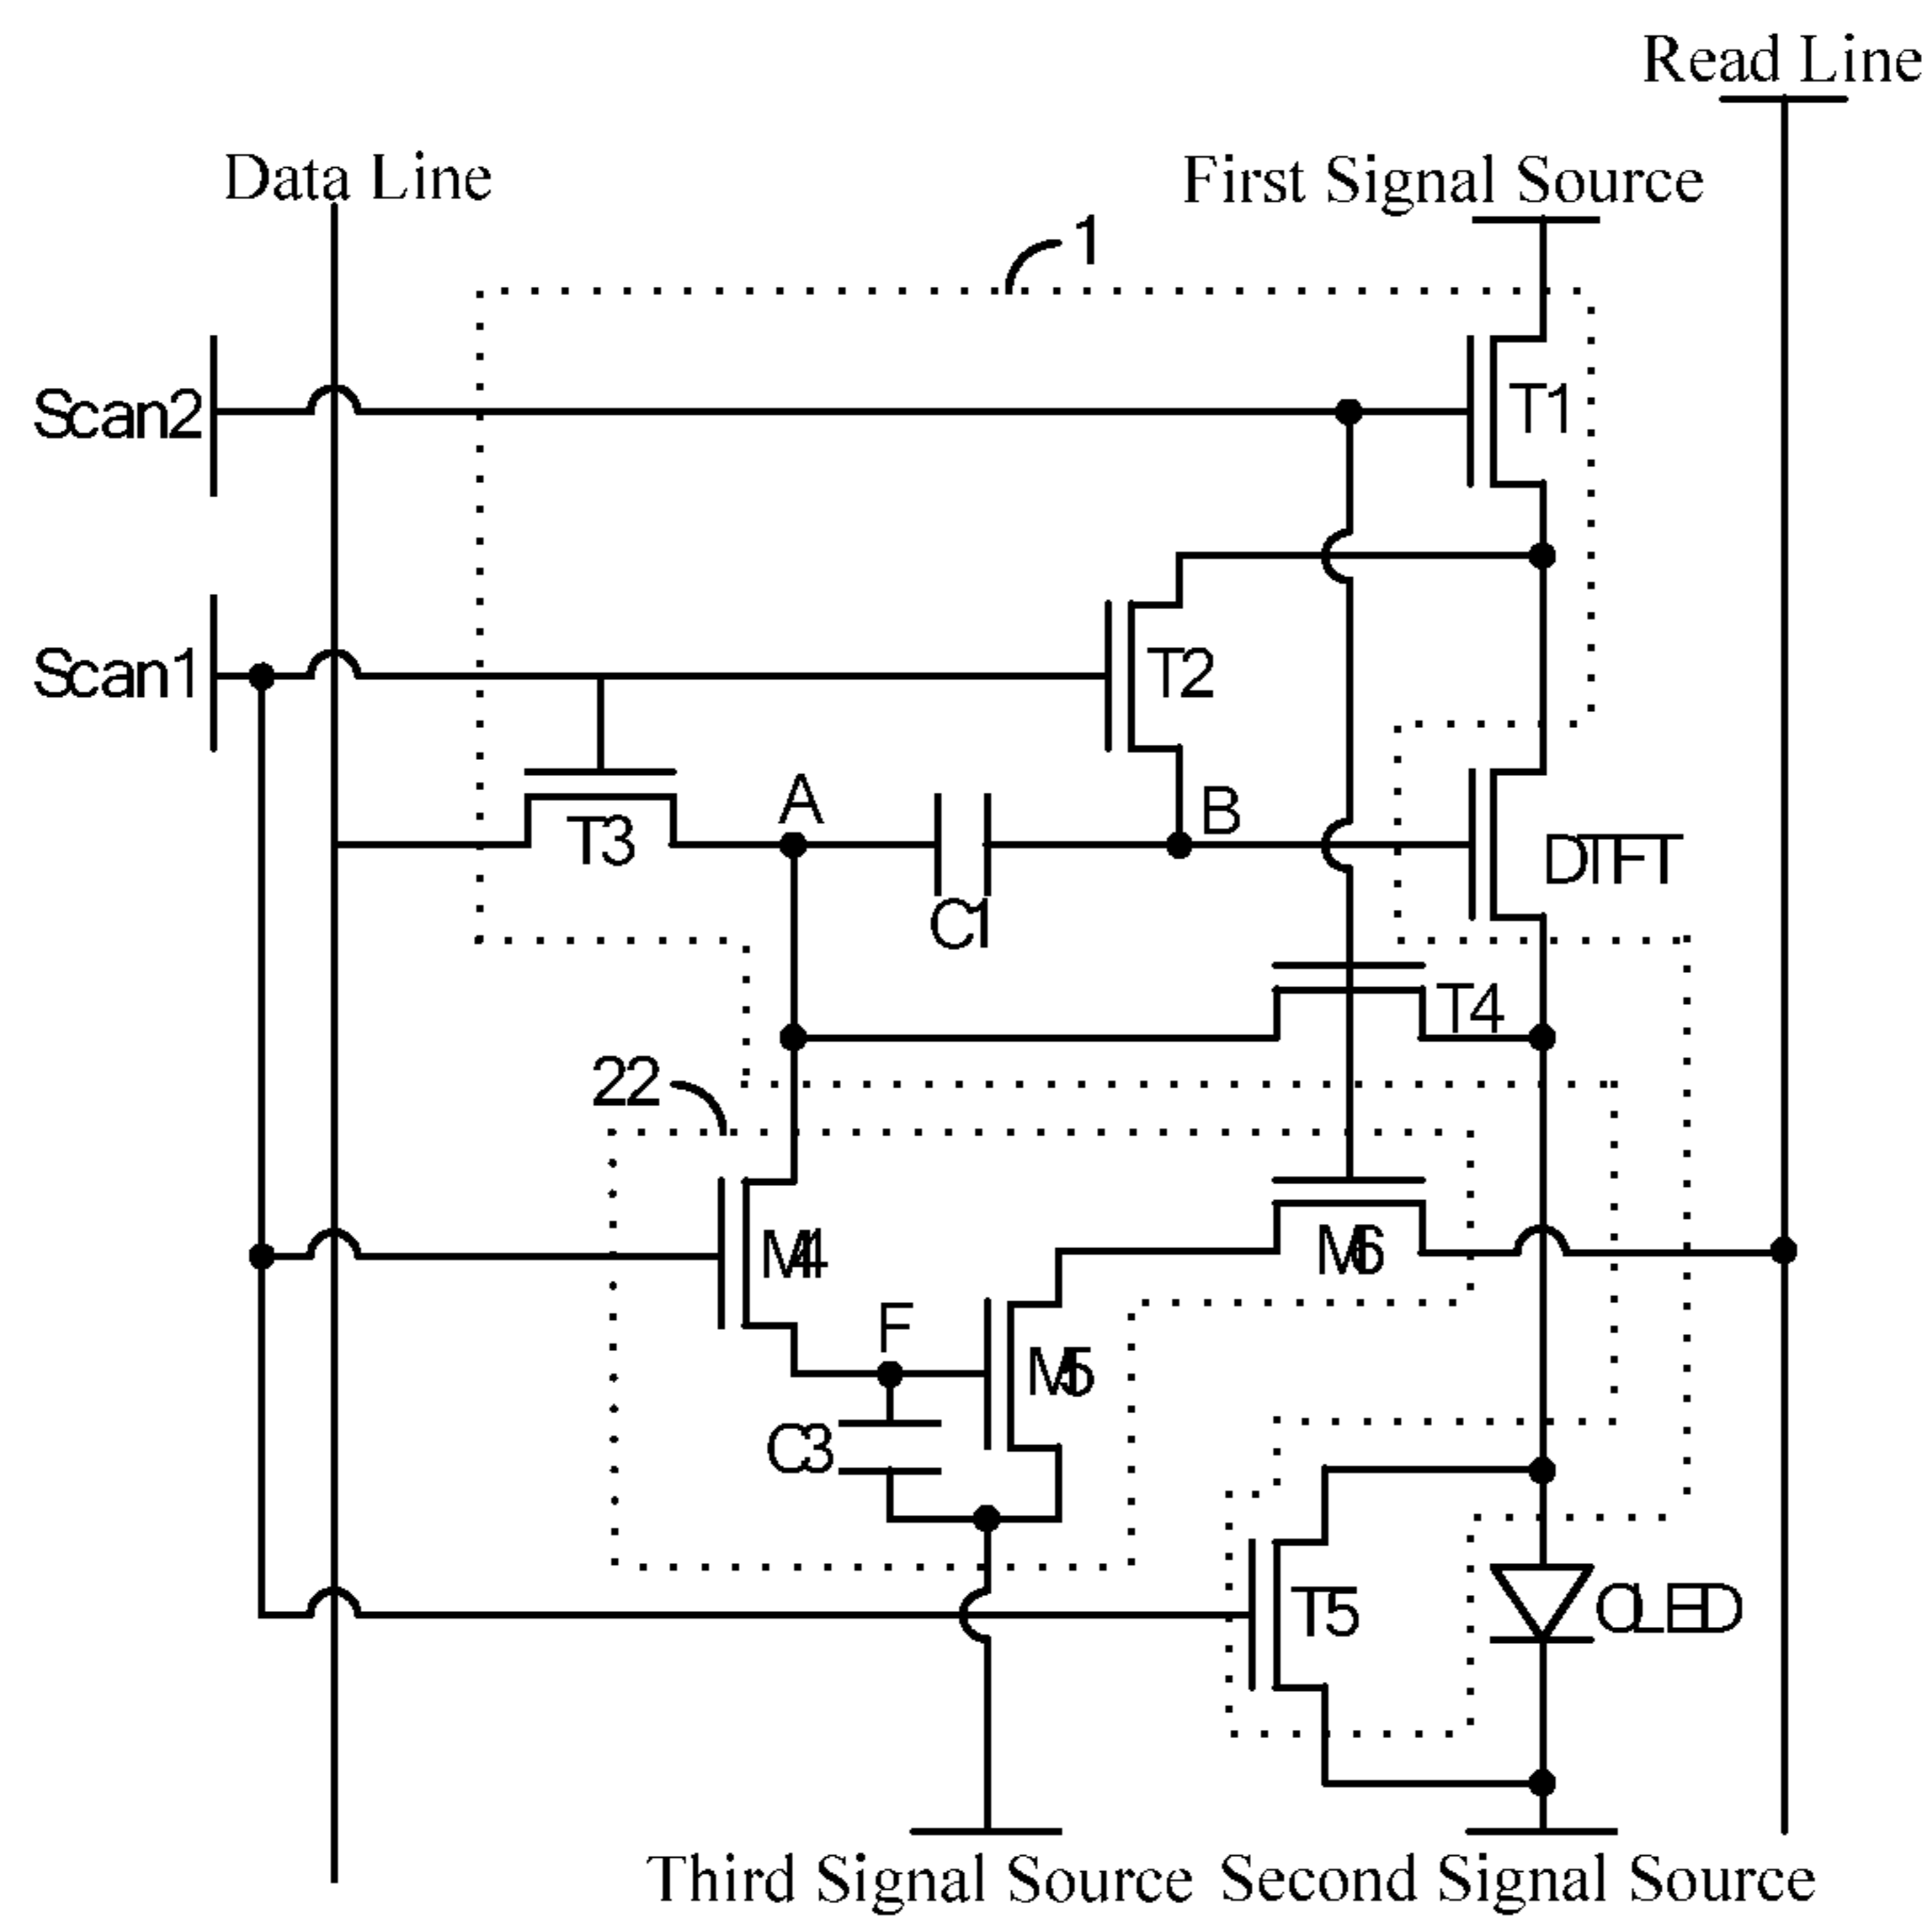 Read Line
Data Line
First Signal Source
1
Scan2
T1
Scan1
T2
A
B
T3
DTFT
C1
T4
22
M4
M6
F
M5
C3
T5
OLED
Third Signal Source
Second Signal Source